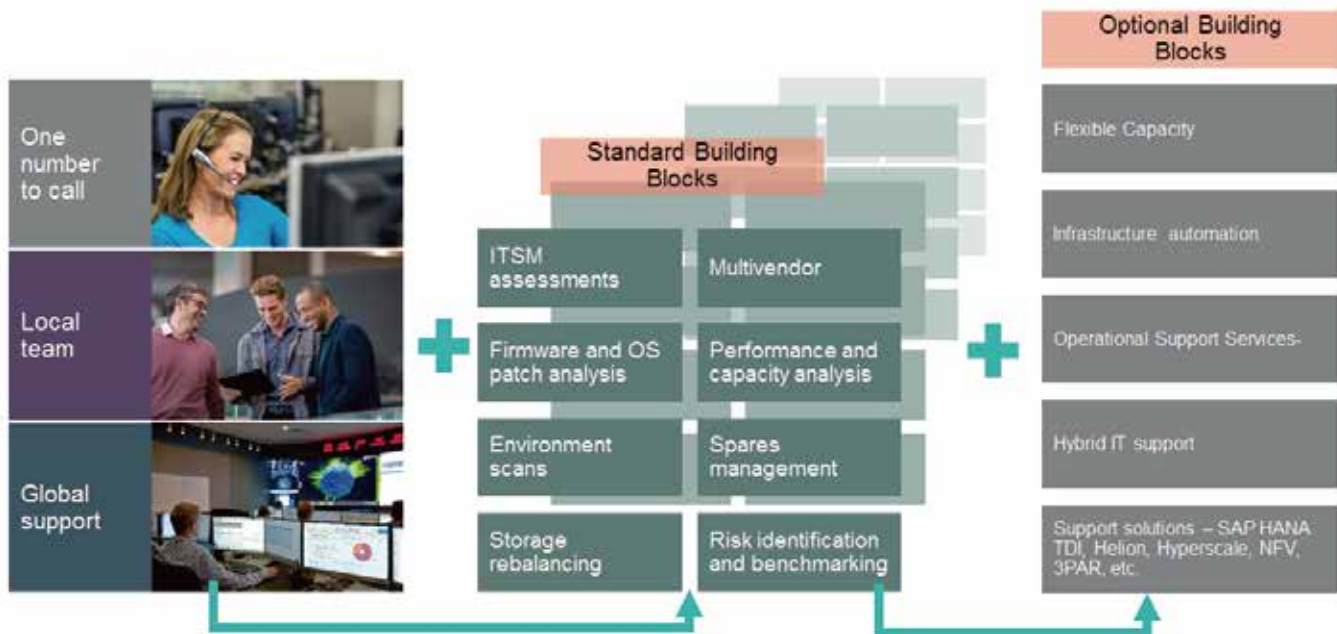 One
number
to call
Local
team
Global
support
Standard Building
Blocks
ITSM
assessments
Multivendor
Firmware and OS
patch analysis
Performance and
capacity analysis
Environment
scans
Spares
management
Storage
rebalancing
Risk identification
and benchmarking
Optional Building
Blocks
Flexible Capacity
Infrastructure automation
Operational Support Services-
Hybrid IT support
Support solutions – SAP HANA
TDI, Helion, Hyperscale, NFV,
3PAR, etc.